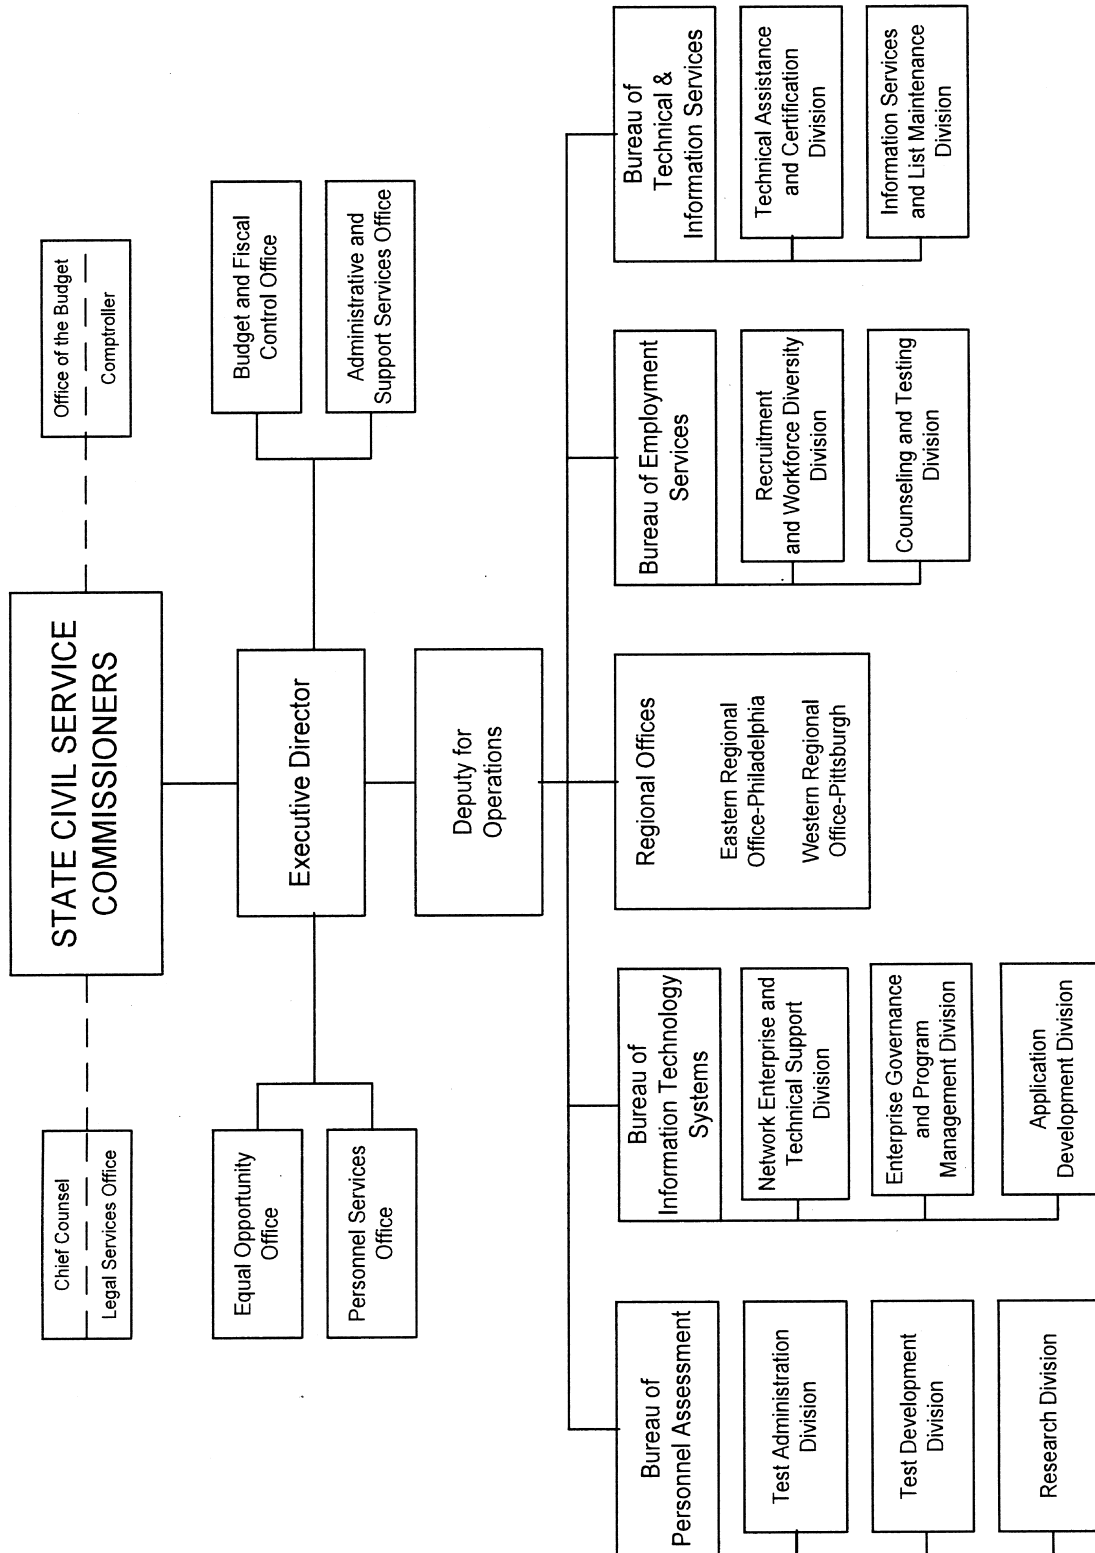 STATE CIVIL SERVICE
COMMISSIONERS
Chief Counsel
Legal Services Office
Office of the Budget
Comptroller
Executive Director
Equal Opportunity
Office
Personnel Services
Office
Budget and Fiscal
Control Office
Administrative and
Support Services Office
Deputy for
Operations
Bureau of
Personnel Assessment
Test Administration
Division
Test Development
Division
Research Division
Bureau of
Information Technology
Systems
Network Enterprise and
Technical Support
Division
Enterprise Governance
and Program
Management Division
Application
Development Division
Regional Offices
Eastern Regional
Office-Philadelphia
Western Regional
Office-Pittsburgh
Bureau of Employment
Services
Recruitment
and Workforce Diversity
Division
Counseling and Testing
Division
Bureau of
Technical &
Information Services
Technical Assistance
and Certification
Division
Information Services
and List Maintenance
Division